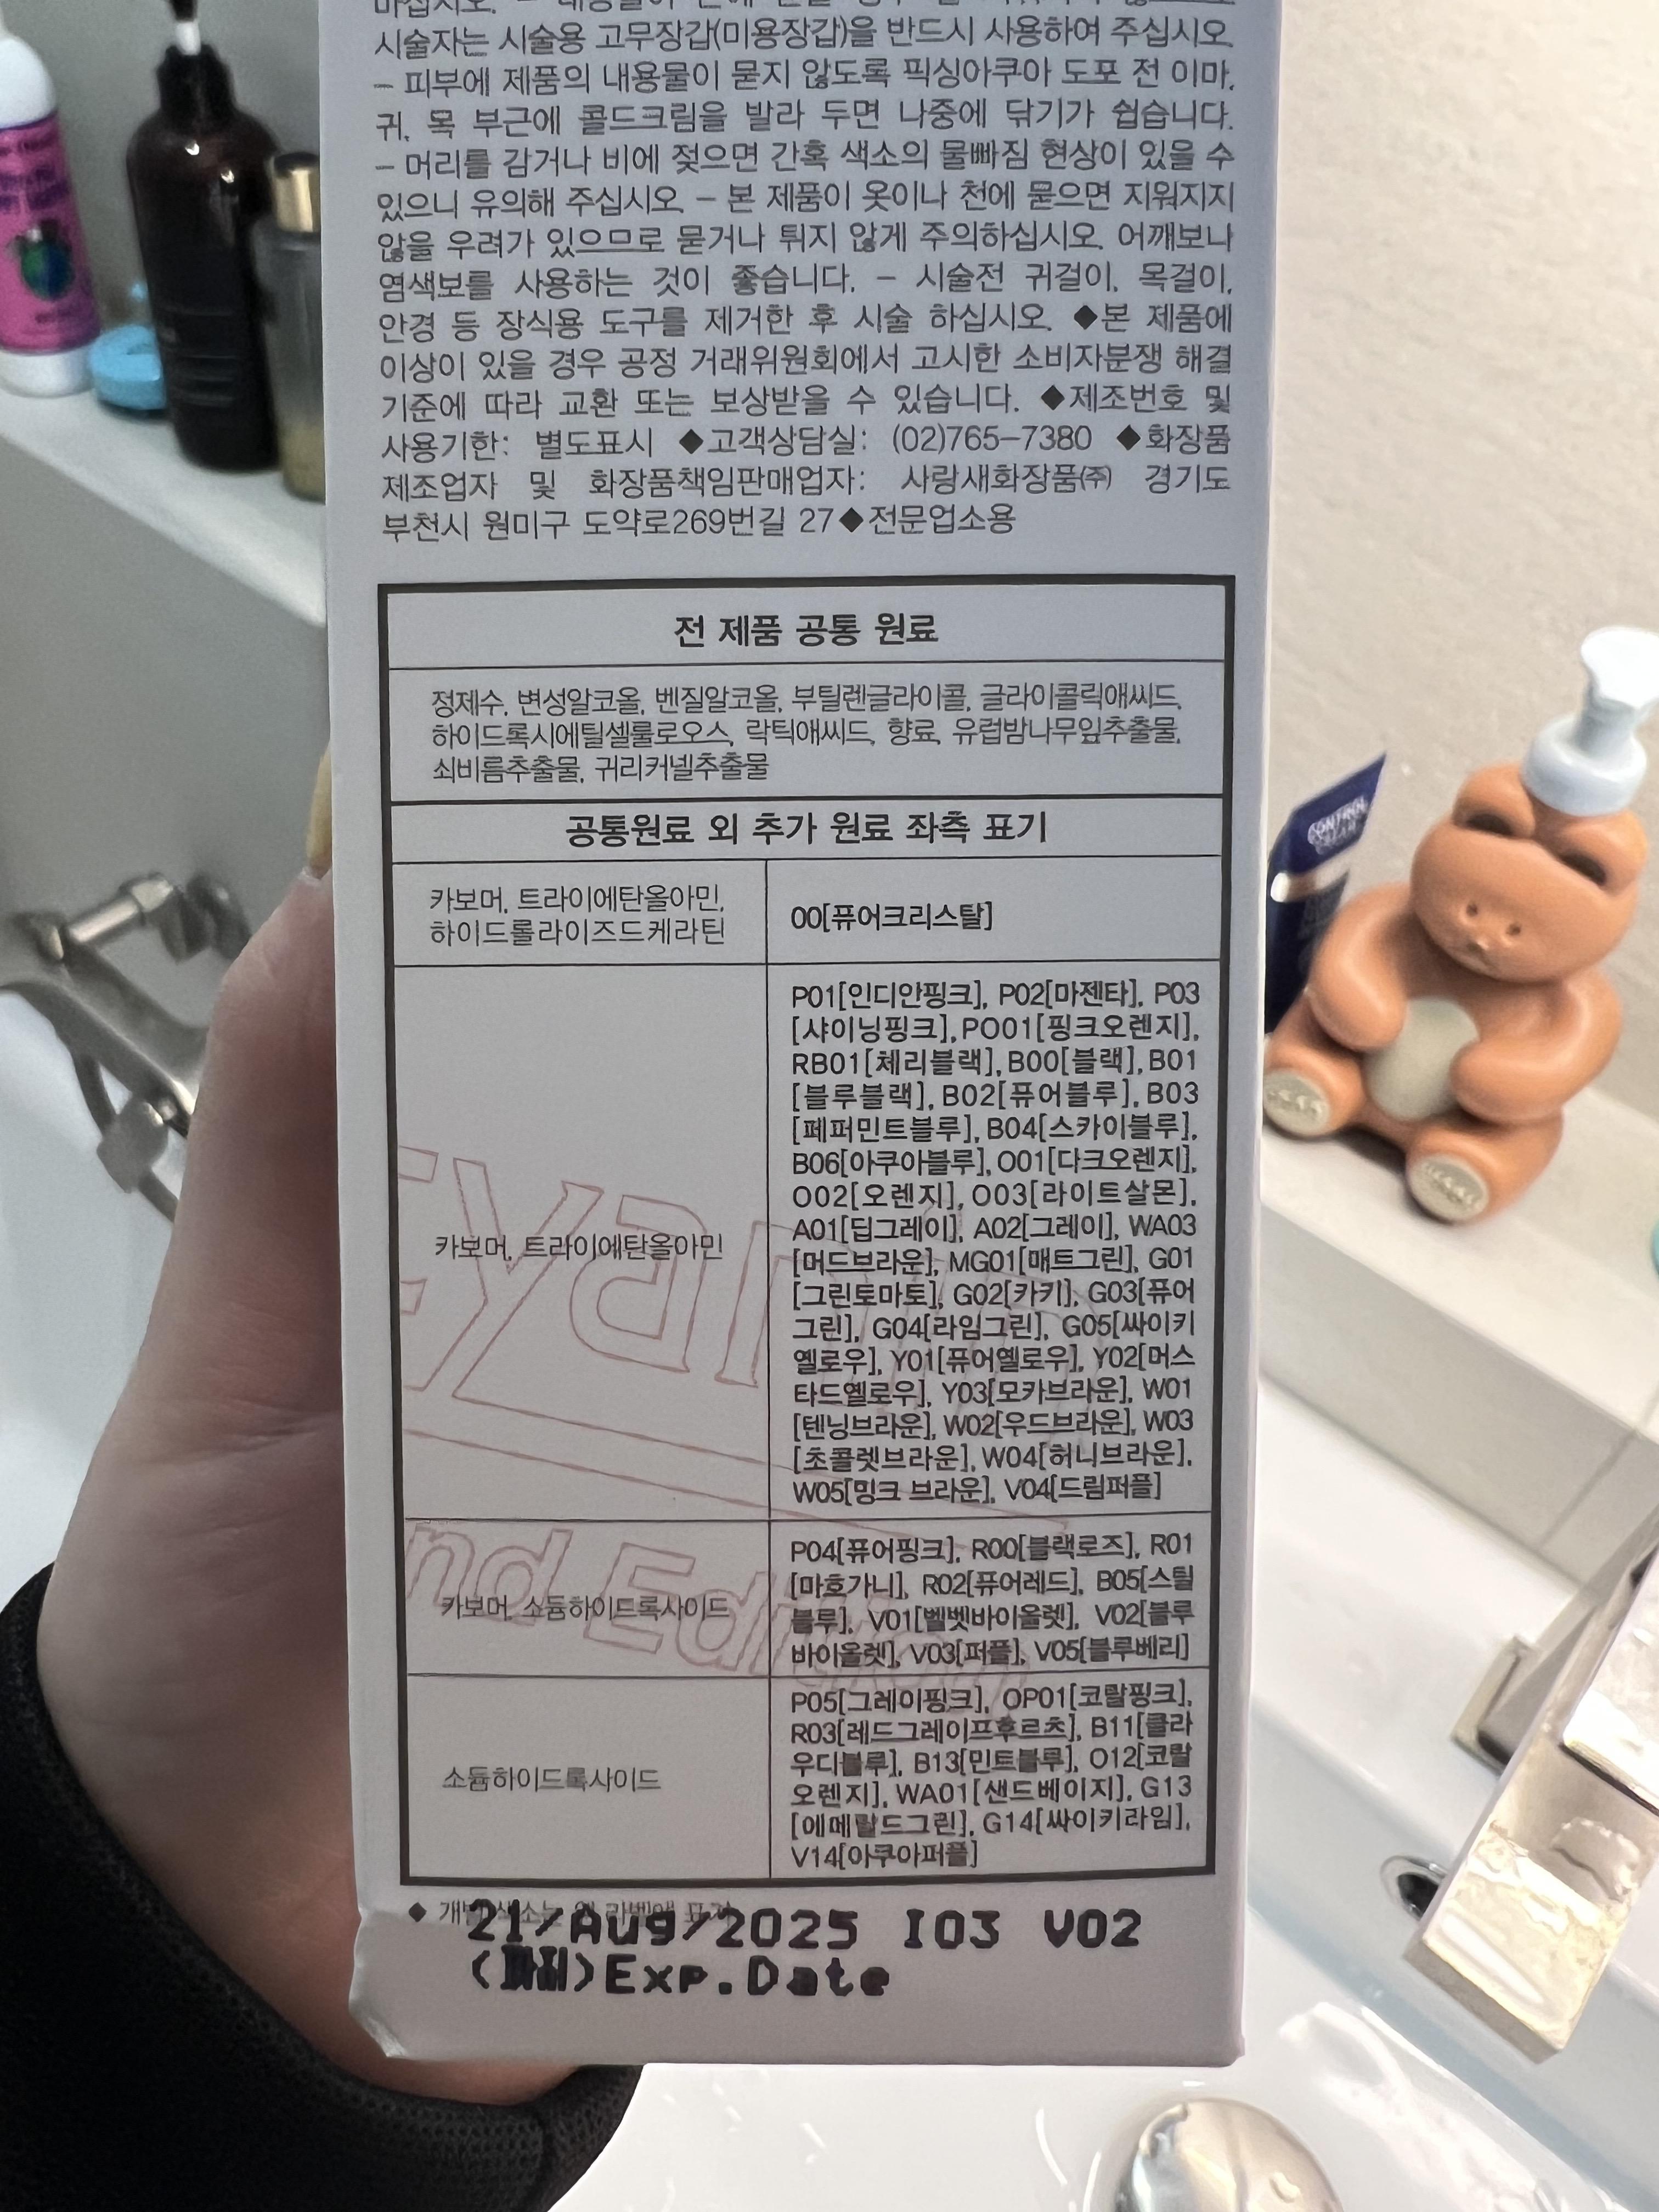 시술자는 시술용 고무장갑(미용장갑)을 반드시 사용하여 주십시오.
– 피부에 제품의 내용물이 묻지 않도록 픽싱아쿠아 도포 전 이마,
귀, 목 부근에 콜드크림을 발라 두면 나중에 닦기가 쉽습니다.
– 머리를 감거나 비에 젖으면 간혹 색소의 물빠짐 현상이 있을 수
있으니 유의해 주십시오. – 본 제품이 옷이나 천에 묻으면 지워지지
않을 우려가 있으므로 묻거나 튀지 않게 주의하십시오. 어깨보나
염색보를 사용하는 것이 좋습니다. – 시술전 귀걸이, 목걸이,
안경 등 장식용 도구를 제거한 후 시술 하십시오. ◆본 제품에
이상이 있을 경우 공정 거래위원회에서 고시한 소비자분쟁 해결
기준에 따라 교환 또는 보상받을 수 있습니다. ◆제조번호 및
사용기한: 별도표시 ◆고객상담실: (02)765–7380 ◆화장품
제조업자 및 화장품책임판매업자: 사랑새화장품㈜ 경기도
부천시 원미구 도약로269번길 27◆전문업소용
전 제품 공통 원료
정제수, 변성알코올, 벤질알코올, 부틸렌글라이콜, 글라이콜릭애씨드,
하이드록시에틸셀룰로오스, 락틱애씨드, 향료, 유럽밤나무잎추출물,
쇠비름추출물, 귀리커넬추출물
공통원료 외 추가 원료 좌측 표기
카보머, 트라이에탄올아민,
하이드롤라이즈드케라틴
00[퓨어크리스탈]
카보머, 트라이에탄올아민
P01[인디안핑크], P02[마젠타], P03
[샤이닝핑크], PO01[핑크오렌지],
RB01[체리블랙], B00[블랙], B01
[블루블랙], B02[퓨어블루], B03
[페퍼민트블루], B04[스카이블루],
B06[아쿠아블루], O01[다크오렌지],
O02[오렌지], O03[라이트살몬],
A01[딥그레이], A02[그레이], WA03
[머드브라운], MG01[매트그린], G01
[그린토마토], G02[카키], G03[퓨어
그린], G04[라임그린], G05[싸이키
옐로우], Y01[퓨어옐로우], Y02[머스
타드옐로우], Y03[모카브라운], W01
[텐닝브라운], W02[우드브라운], W03
[초콜렛브라운], W04[허니브라운],
W05[밍크 브라운], V04[드림퍼플]
카보머, 소듐하이드록사이드
P04[퓨어핑크], R00[블랙로즈], R01
[마호가니], R02[퓨어레드], B05[스틸
블루], V01[벨벳바이올렛], V02[블루
바이올렛], V03[퍼플], V05[블루베리]
소듐하이드록사이드
P05[그레이핑크], OP01[코랄핑크],
R03[레드그레이프후르츠], B11[클라
우디블루], B13[민트블루], O12[코랄
오렌지], WA01[샌드베이지], G13
[에메랄드그린], G14[싸이키라임],
V14[아쿠아퍼플]
21/Aug/2025 I03 V02
Exp.Date
CONTROL
CREAM